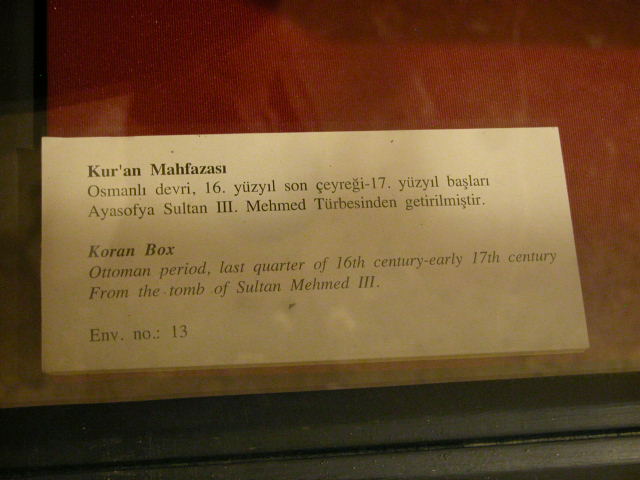 Kur'an Mahfazası
Osmanlı devri, 16. yüzyıl son çeyreği-17. yüzyıl başları
Ayasofya Sultan III. Mehmed Türbesinden getirilmiştir.
Koran Box
Ottoman period, last quarter of 16th century-early 17th century
From the tomb of Sultan Mehmed III.
Env. no.: 13